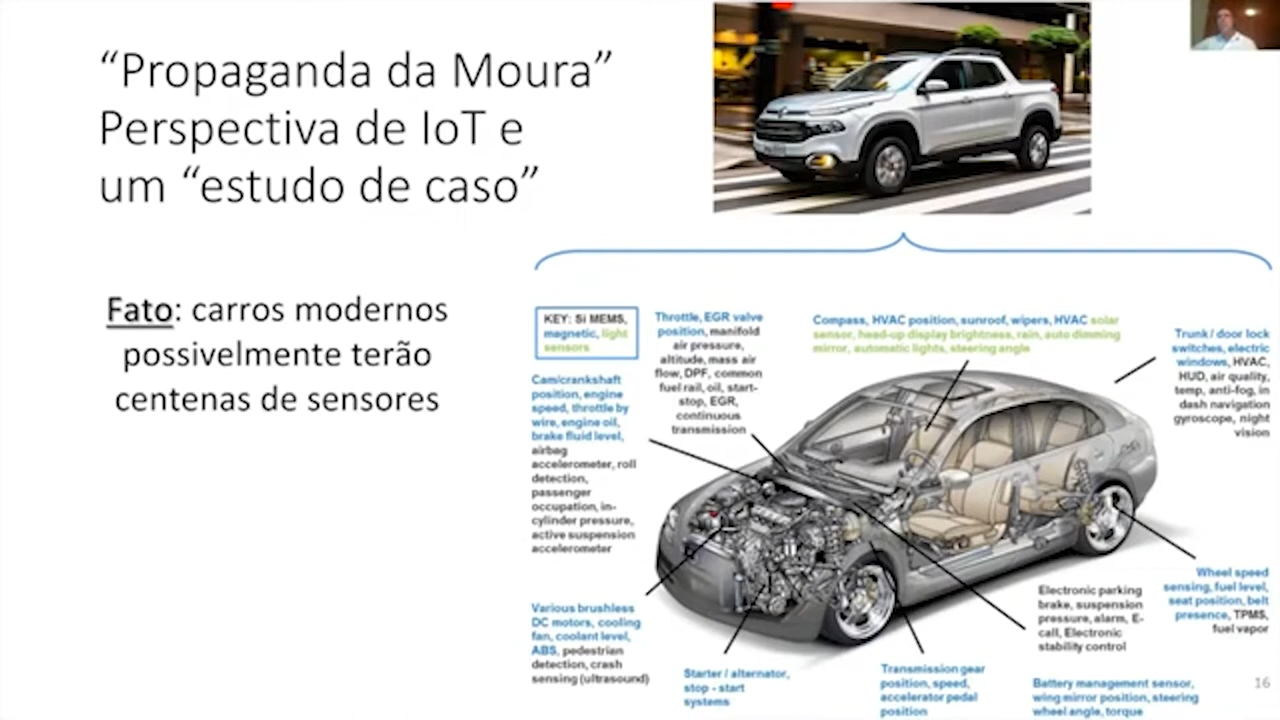 “Propaganda da Moura”
Perspectiva de IoT e
um “estudo de caso”
Fato: carros modernos
possivelmente terão
centenas de sensores
KEY: Si MEMS,
magnetic, light
sensors
Throttle, EGR valve
position, manifold
air pressure,
altitude, mass air
flow, DPF, common
fuel rail, oil, start-
stop, EGR,
continuous
transmission
Compass, HVAC position, sunroof, wipers, HVAC solar
sensor, head-up display brightness, rain, auto dimming
mirror, automatic lights, steering angle
Trunk / door lock
switches, electric
windows, HVAC,
HUD, air quality,
temp, anti-fog, in
dash navigation
gyroscope, night
vision
Cam/crankshaft
position, engine
speed, throttle by
wire, engine oil,
brake fluid level,
airbag
accelerometer, roll
detection,
passenger
occupation, in-
cylinder pressure,
active suspension
accelerometer
Various brushless
DC motors, cooling
fan, coolant level,
ABS, pedestrian
detection, crash
sensing (ultrasound)
Starter / alternator,
stop - start
systems
Transmission gear
position, speed,
accelerator pedal
position
Electronic parking
brake, suspension
pressure, alarm, E-
call, Electronic
stability control
Wheel speed
sensing, fuel level,
seat position, belt
presence, TPMS,
fuel vapor
Battery management sensor,
wing mirror position, steering
wheel angle, torque
16